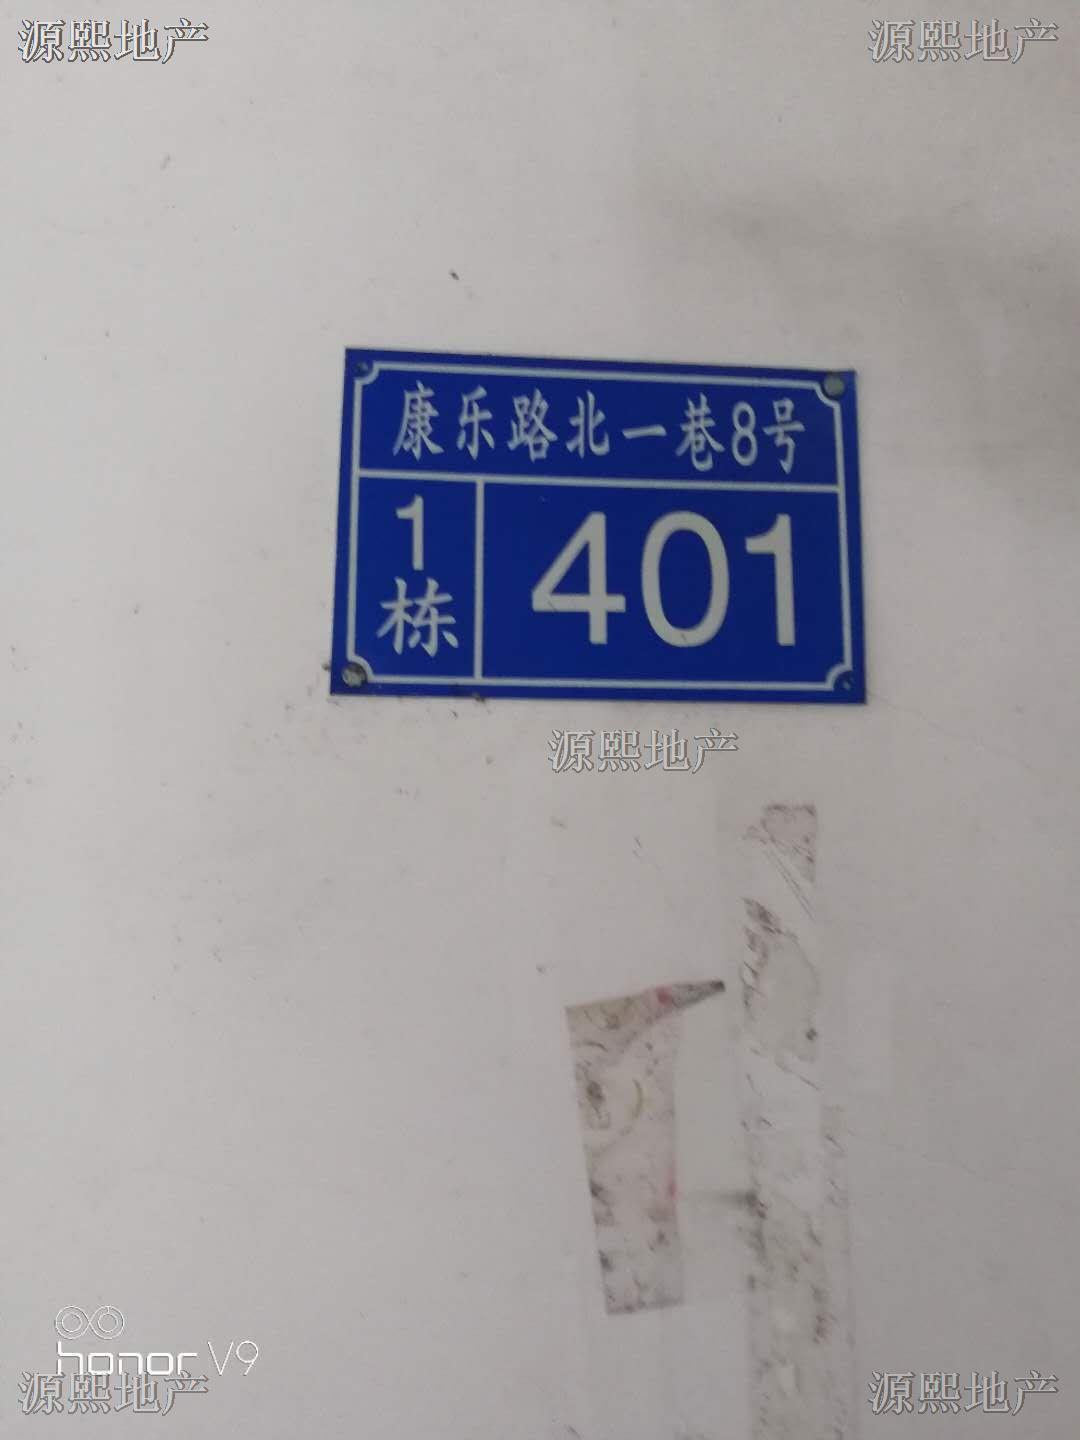 源熙地产 源熙地产
康乐路北一巷8号
1栋 401
源熙地产
honor V9
源熙地产 源熙地产